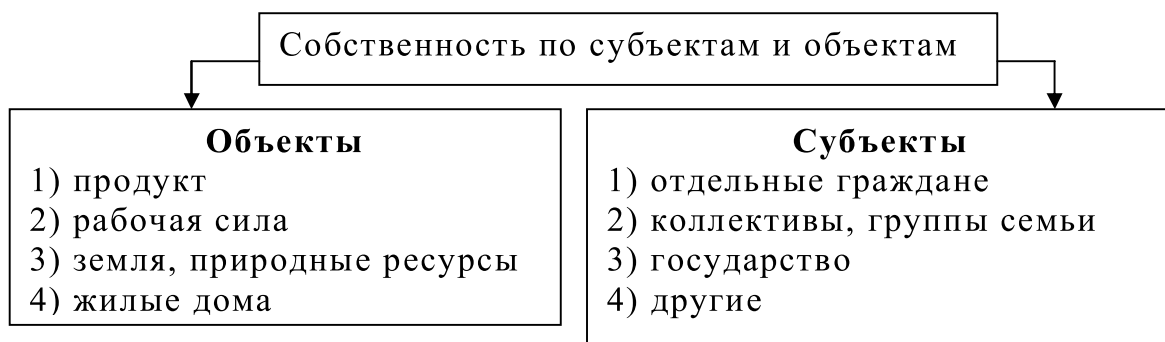 Собственность по субъектам и объектам
Объекты
1) продукт
2) рабочая сила
3) земля, природные ресурсы
4) жилые дома
Субъекты
1) отдельные граждане
2) коллективы, группы семьи
3) государство
4) другие